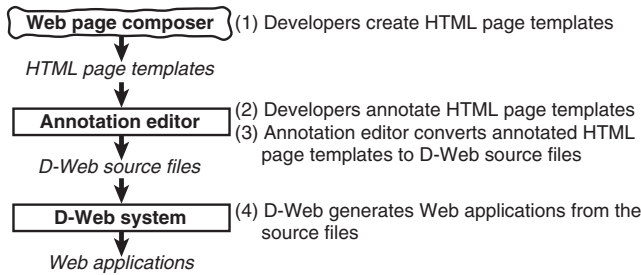 Web page composer (1) Developers create HTML page templates
HTML page templates
Annotation editor (2) Developers annotate HTML page templates
(3) Annotation editor converts annotated HTML
page templates to D-Web source files
D-Web source files
D-Web system (4) D-Web generates Web applications from the
source files
Web applications